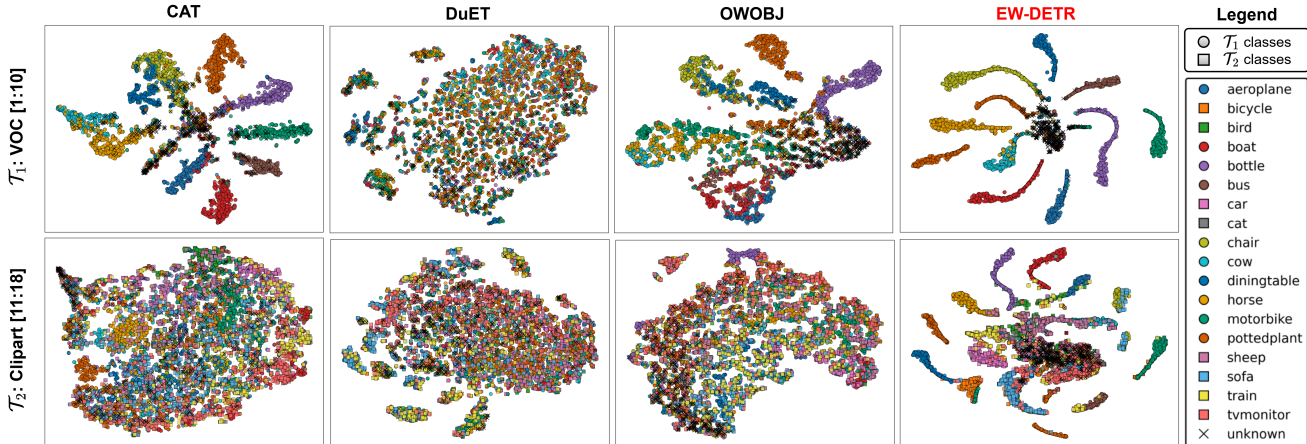 CAT DuET OWOBJ EW-DETR Legend
𝒯₁ classes
𝒯₂ classes
𝒯₁: VOC [1:10]
𝒯₂: Clipart [11:18]
aeroplane
bicycle
bird
boat
bottle
bus
car
cat
chair
cow
diningtable
horse
motorbike
pottedplant
sheep
sofa
train
tvmonitor
unknown